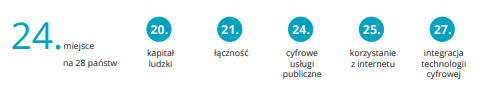 24. miejsce
na 28 państw
20.
kapitał
ludzki
21.
łączność
24.
cyfrowe
usługi
publiczne
25.
korzystanie
z internetu
27.
integracja
technologii
cyfrowej